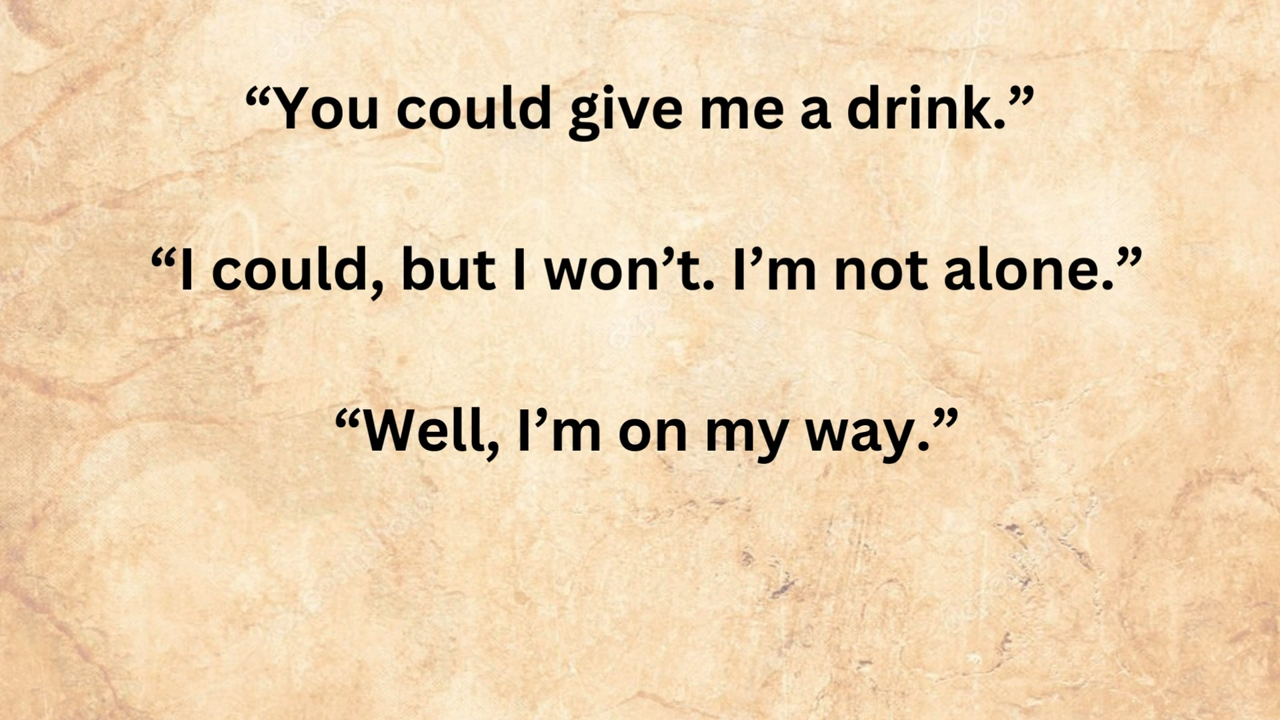 “You could give me a drink.”
“I could, but I won’t. I’m not alone.”
“Well, I’m on my way.”